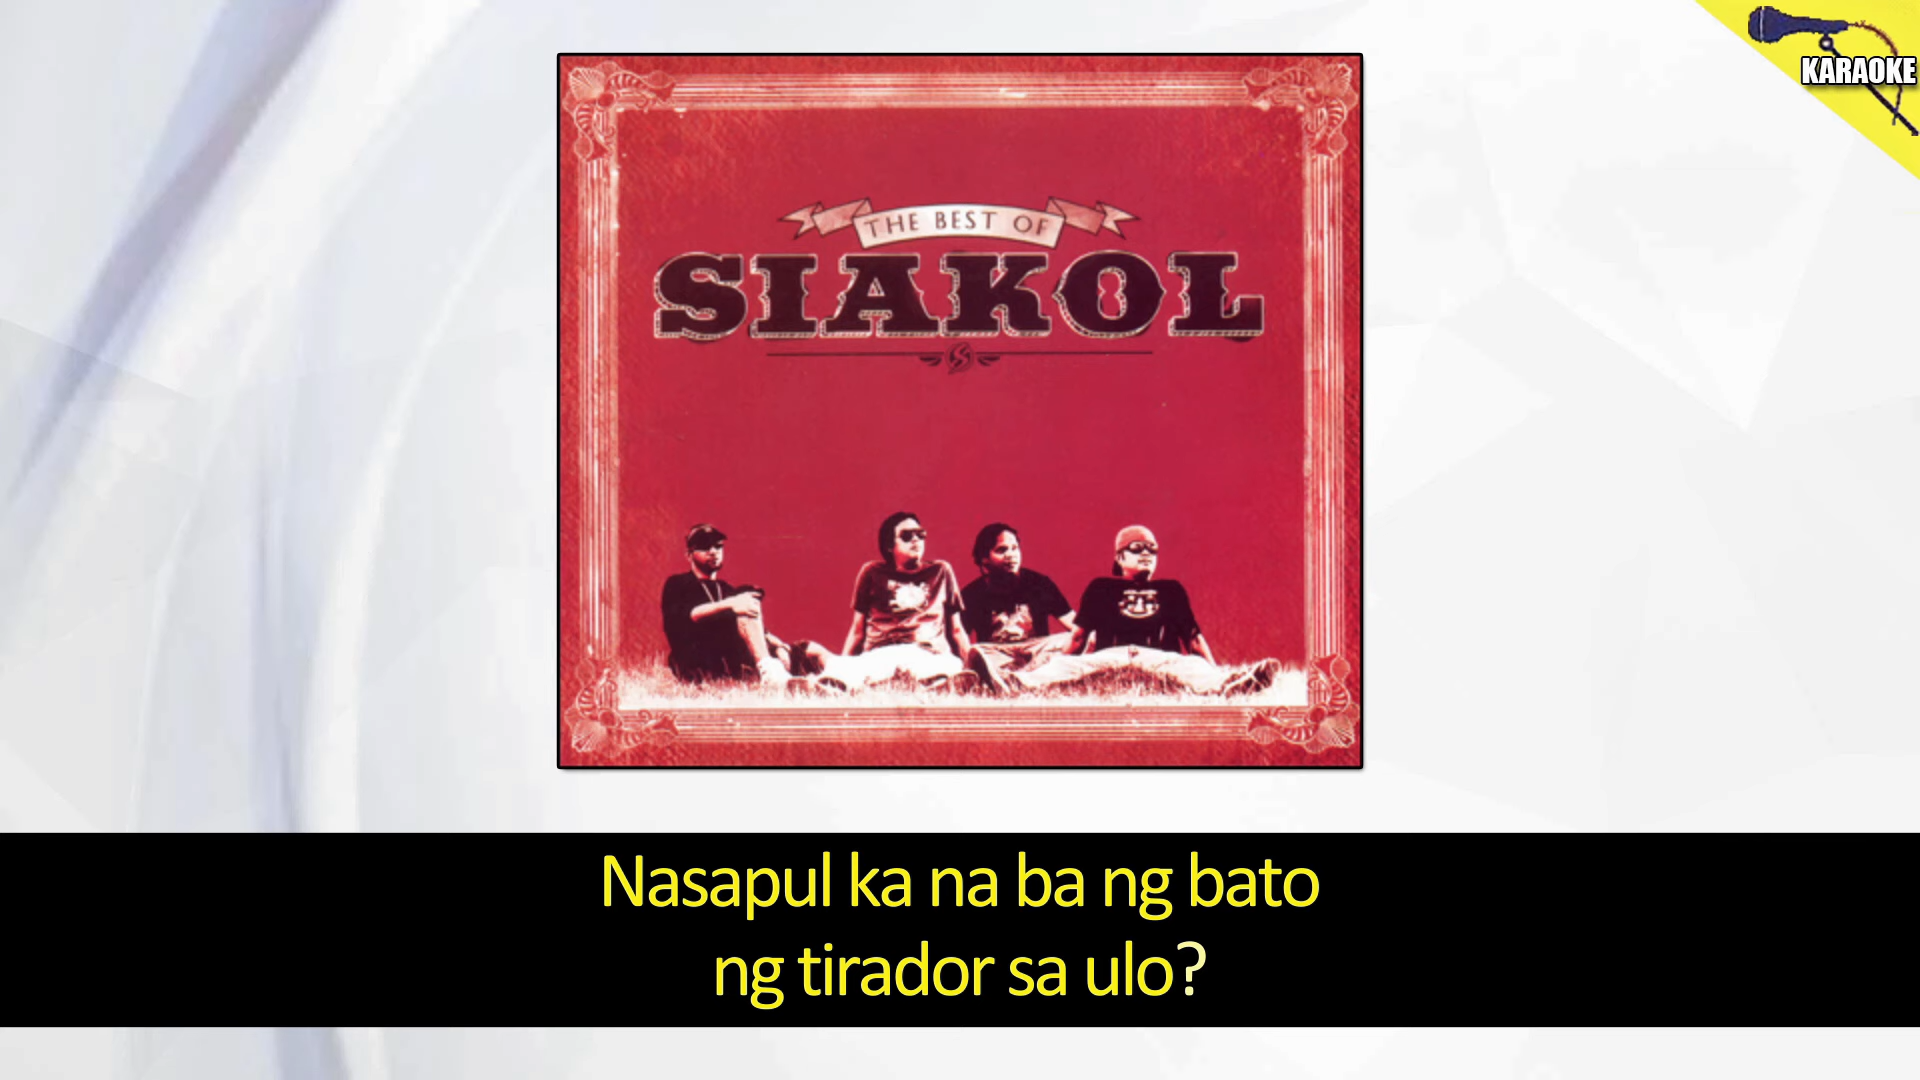 KARAOKE
THE BEST OF
SIAKOL
Nasapul ka na ba ng bato
ng tirador sa ulo?